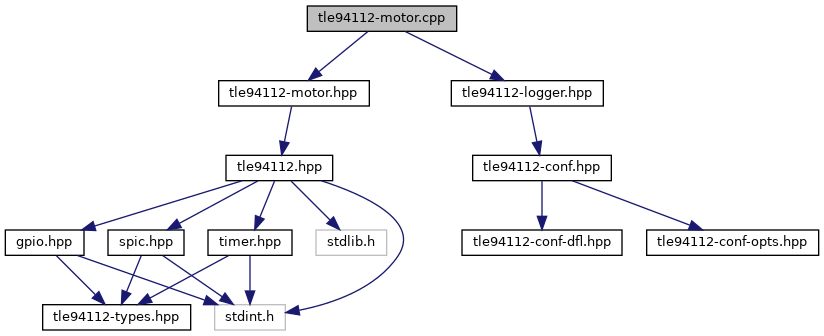 tle94112-motor.cpp
tle94112-motor.hpp
tle94112-logger.hpp
tle94112.hpp
tle94112-conf.hpp
gpio.hpp
spic.hpp
timer.hpp
stdlib.h
tle94112-conf-dfl.hpp
tle94112-conf-opts.hpp
tle94112-types.hpp
stdint.h